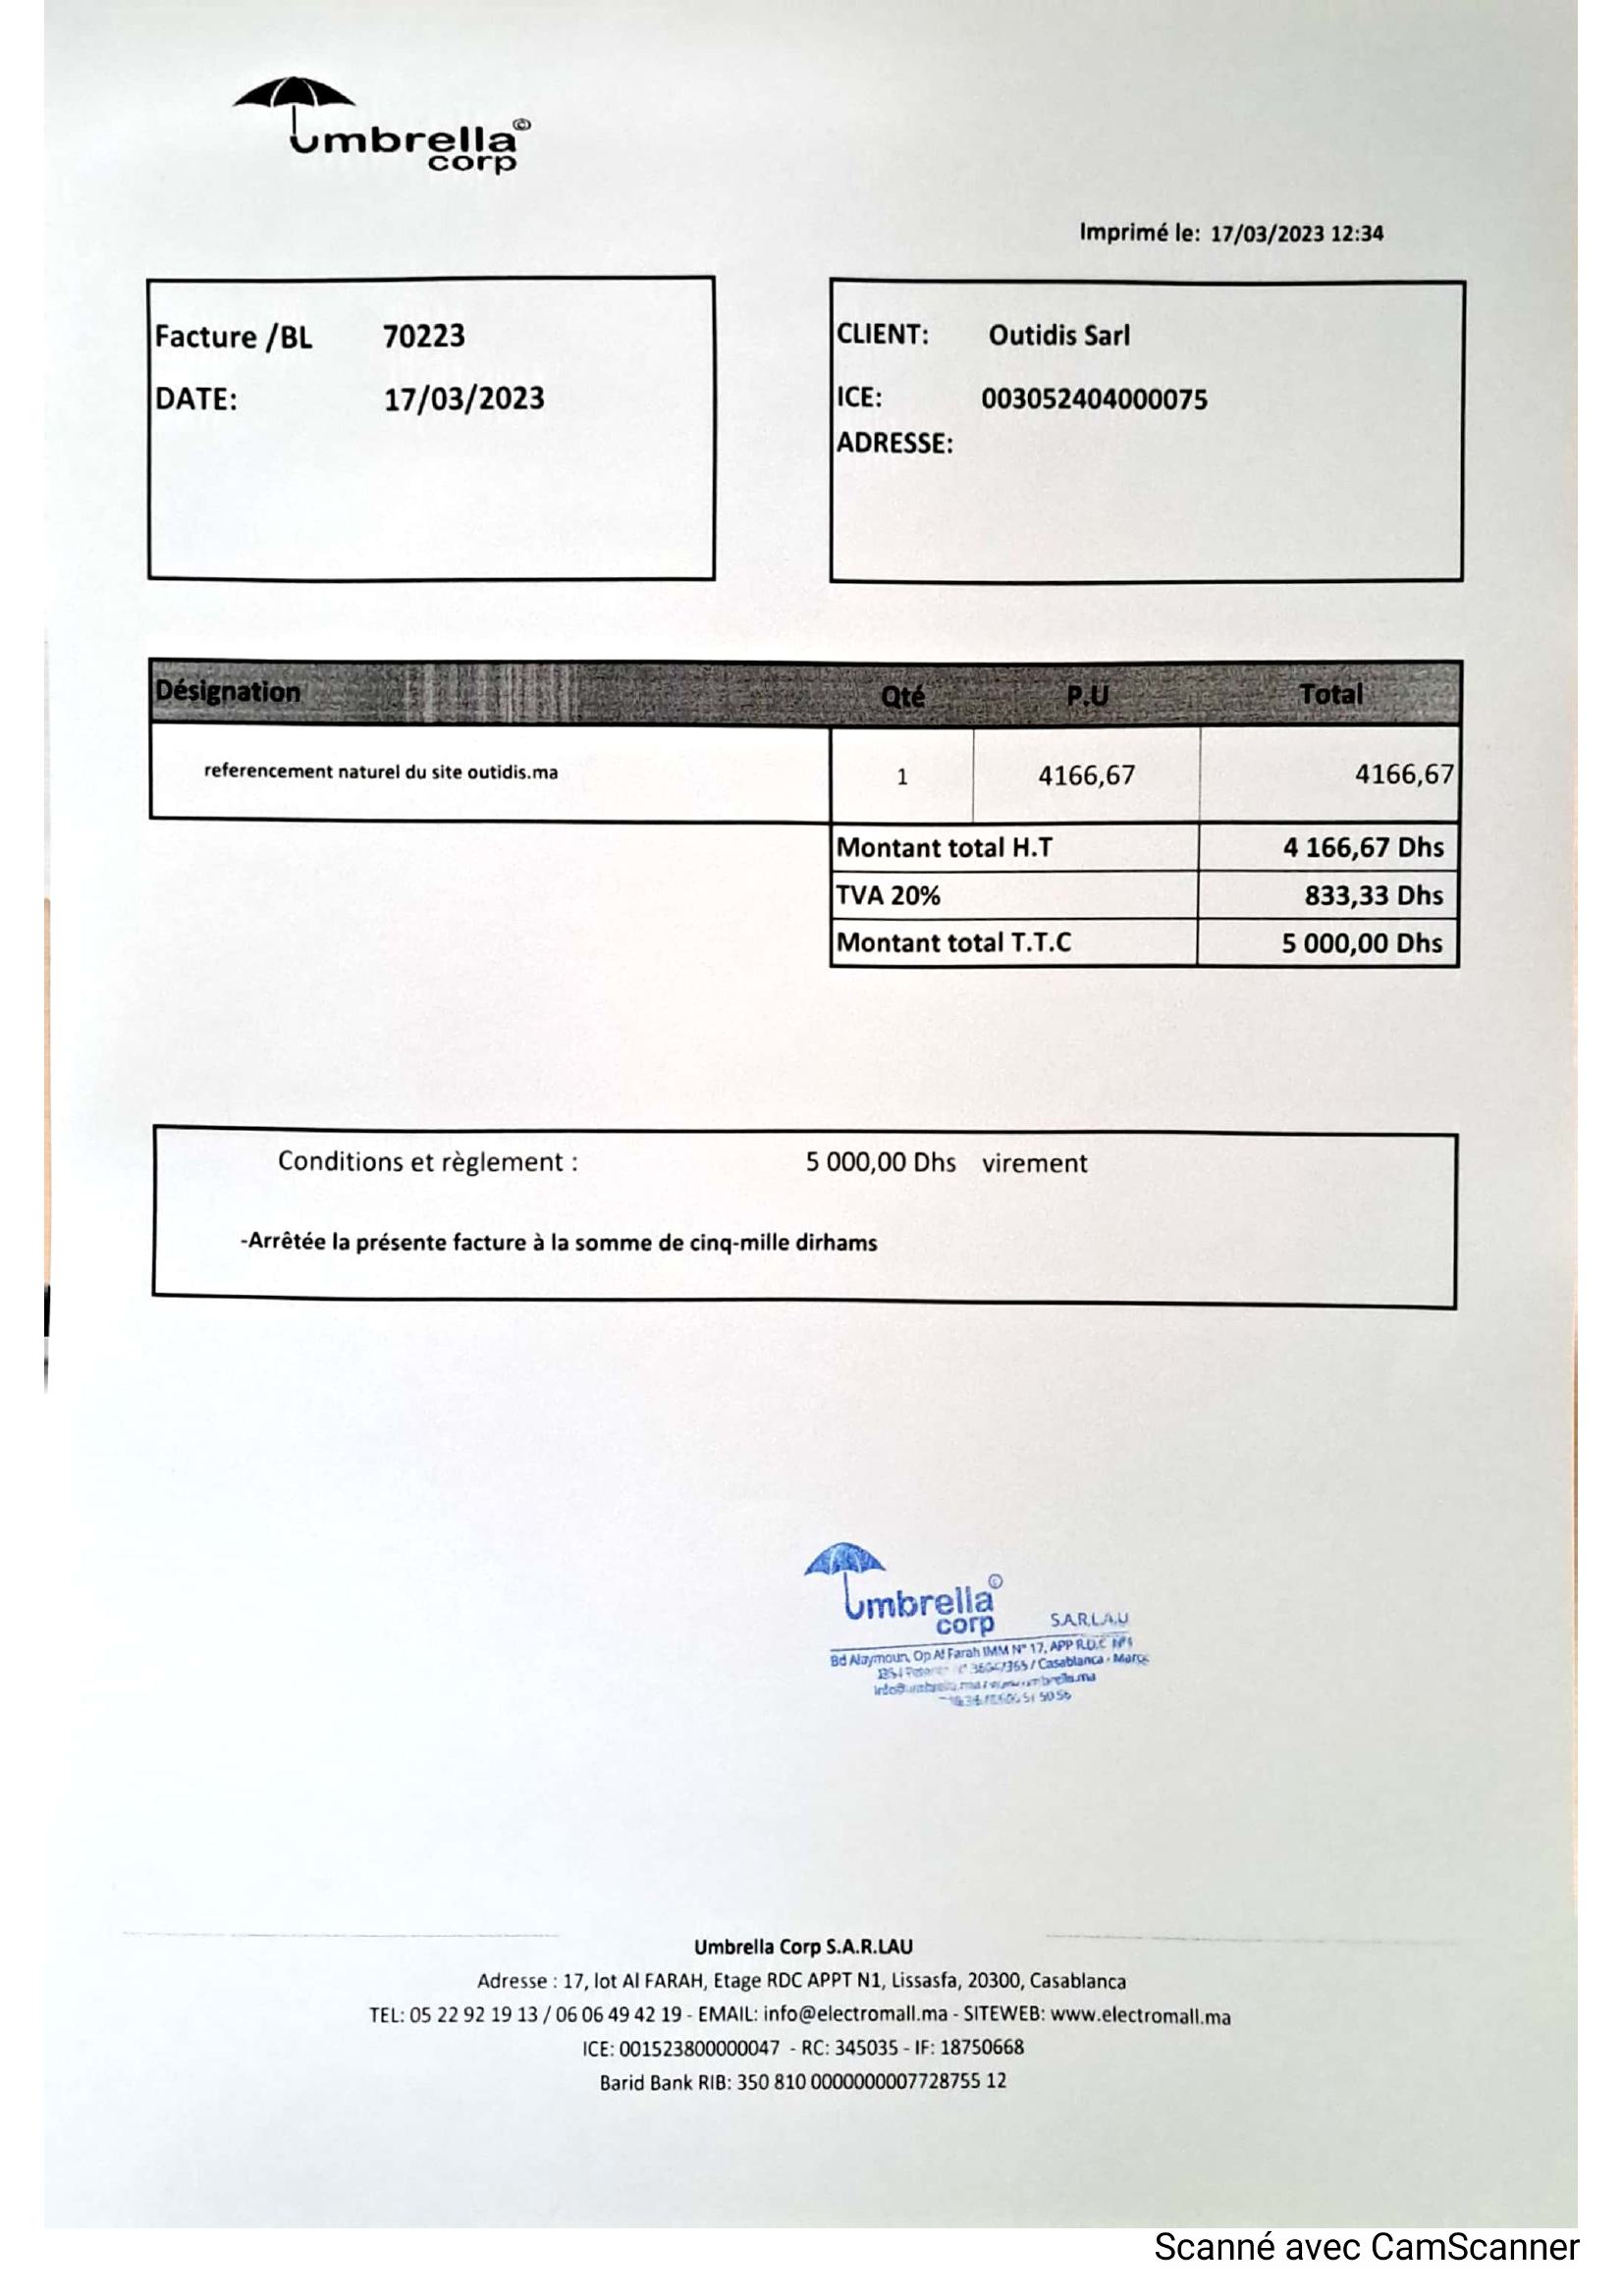 umbrella©
corp
Imprimé le: 17/03/2023 12:34
Facture /BL 70223
DATE: 17/03/2023
CLIENT: Outidis Sarl
ICE: 003052404000075
ADRESSE:
Désignation Qté P.U Total
referencement naturel du site outidis.ma 1 4166,67 4166,67
Montant total H.T 4 166,67 Dhs
TVA 20% 833,33 Dhs
Montant total T.T.C 5 000,00 Dhs
Conditions et règlement : 5 000,00 Dhs virement
-Arrêtée la présente facture à la somme de cinq-mille dirhams
umbrella©
corp S.A.R.L.A.U
Bd Alaymoun, Op Al Farah IMM N° 17, APP R.D.C N°1
/365 / Casablanca - Maroc
50 56
Umbrella Corp S.A.R.LAU
Adresse : 17, lot Al FARAH, Etage RDC APPT N1, Lissasfa, 20300, Casablanca
TEL: 05 22 92 19 13 / 06 06 49 42 19 - EMAIL: info@electromall.ma - SITEWEB: www.electromall.ma
ICE: 001523800000047 - RC: 345035 - IF: 18750668
Barid Bank RIB: 350 810 0000000007728755 12
Scanné avec CamScanner